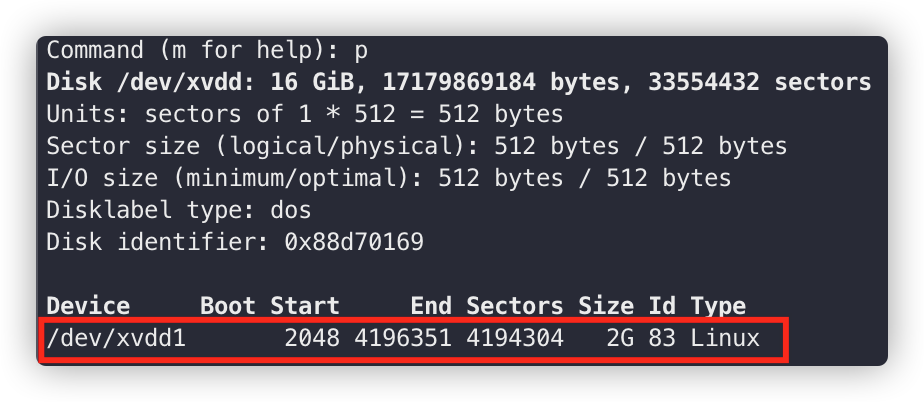 Command (m for help): p
Disk /dev/xvdd: 16 GiB, 17179869184 bytes, 33554432 sectors
Units: sectors of 1 * 512 = 512 bytes
Sector size (logical/physical): 512 bytes / 512 bytes
I/O size (minimum/optimal): 512 bytes / 512 bytes
Disklabel type: dos
Disk identifier: 0x88d70169
Device     Boot Start     End Sectors Size Id Type
/dev/xvdd1       2048 4196351 4194304   2G 83 Linux